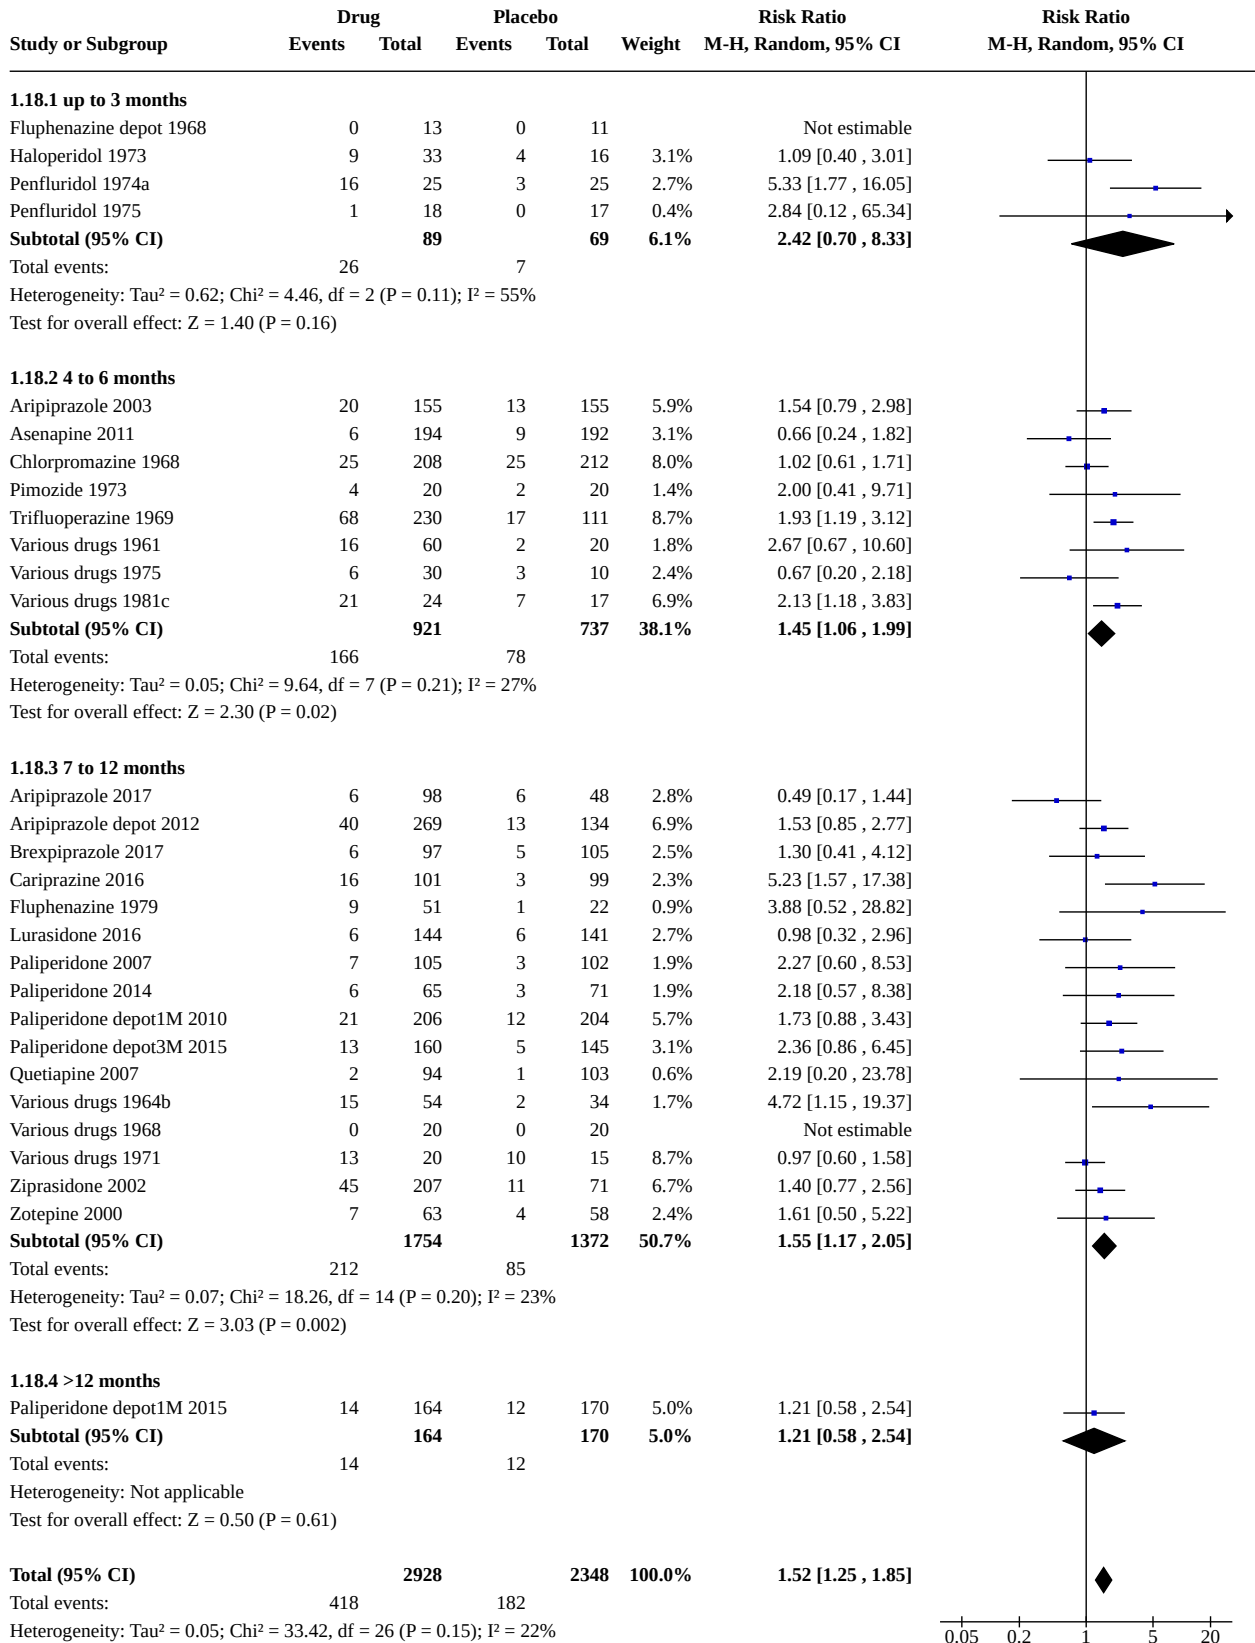 Drug Placebo Risk Ratio Risk Ratio
Study or Subgroup Events Total Events Total Weight M-H, Random, 95% CI M-H, Random, 95% CI
1.18.1 up to 3 months
Fluphenazine depot 1968 0 13 0 11 Not estimable
Haloperidol 1973 9 33 4 16 3.1% 1.09 [0.40 , 3.01]
Penfluridol 1974a 16 25 3 25 2.7% 5.33 [1.77 , 16.05]
Penfluridol 1975 1 18 0 17 0.4% 2.84 [0.12 , 65.34]
Subtotal (95% CI) 89 69 6.1% 2.42 [0.70 , 8.33]
Total events: 26 7
Heterogeneity: Tau² = 0.62; Chi² = 4.46, df = 2 (P = 0.11); I² = 55%
Test for overall effect: Z = 1.40 (P = 0.16)
1.18.2 4 to 6 months
Aripiprazole 2003 20 155 13 155 5.9% 1.54 [0.79 , 2.98]
Asenapine 2011 6 194 9 192 3.1% 0.66 [0.24 , 1.82]
Chlorpromazine 1968 25 208 25 212 8.0% 1.02 [0.61 , 1.71]
Pimozide 1973 4 20 2 20 1.4% 2.00 [0.41 , 9.71]
Trifluoperazine 1969 68 230 17 111 8.7% 1.93 [1.19 , 3.12]
Various drugs 1961 16 60 2 20 1.8% 2.67 [0.67 , 10.60]
Various drugs 1975 6 30 3 10 2.4% 0.67 [0.20 , 2.18]
Various drugs 1981c 21 24 7 17 6.9% 2.13 [1.18 , 3.83]
Subtotal (95% CI) 921 737 38.1% 1.45 [1.06 , 1.99]
Total events: 166 78
Heterogeneity: Tau² = 0.05; Chi² = 9.64, df = 7 (P = 0.21); I² = 27%
Test for overall effect: Z = 2.30 (P = 0.02)
1.18.3 7 to 12 months
Aripiprazole 2017 6 98 6 48 2.8% 0.49 [0.17 , 1.44]
Aripiprazole depot 2012 40 269 13 134 6.9% 1.53 [0.85 , 2.77]
Brexpiprazole 2017 6 97 5 105 2.5% 1.30 [0.41 , 4.12]
Cariprazine 2016 16 101 3 99 2.3% 5.23 [1.57 , 17.38]
Fluphenazine 1979 9 51 1 22 0.9% 3.88 [0.52 , 28.82]
Lurasidone 2016 6 144 6 141 2.7% 0.98 [0.32 , 2.96]
Paliperidone 2007 7 105 3 102 1.9% 2.27 [0.60 , 8.53]
Paliperidone 2014 6 65 3 71 1.9% 2.18 [0.57 , 8.38]
Paliperidone depot1M 2010 21 206 12 204 5.7% 1.73 [0.88 , 3.43]
Paliperidone depot3M 2015 13 160 5 145 3.1% 2.36 [0.86 , 6.45]
Quetiapine 2007 2 94 1 103 0.6% 2.19 [0.20 , 23.78]
Various drugs 1964b 15 54 2 34 1.7% 4.72 [1.15 , 19.37]
Various drugs 1968 0 20 0 20 Not estimable
Various drugs 1971 13 20 10 15 8.7% 0.97 [0.60 , 1.58]
Ziprasidone 2002 45 207 11 71 6.7% 1.40 [0.77 , 2.56]
Zotepine 2000 7 63 4 58 2.4% 1.61 [0.50 , 5.22]
Subtotal (95% CI) 1754 1372 50.7% 1.55 [1.17 , 2.05]
Total events: 212 85
Heterogeneity: Tau² = 0.07; Chi² = 18.26, df = 14 (P = 0.20); I² = 23%
Test for overall effect: Z = 3.03 (P = 0.002)
1.18.4 >12 months
Paliperidone depot1M 2015 14 164 12 170 5.0% 1.21 [0.58 , 2.54]
Subtotal (95% CI) 164 170 5.0% 1.21 [0.58 , 2.54]
Total events: 14 12
Heterogeneity: Not applicable
Test for overall effect: Z = 0.50 (P = 0.61)
Total (95% CI) 2928 2348 100.0% 1.52 [1.25 , 1.85]
Total events: 418 182
Heterogeneity: Tau² = 0.05; Chi² = 33.42, df = 26 (P = 0.15); I² = 22%
0.05 0.2 1 5 20